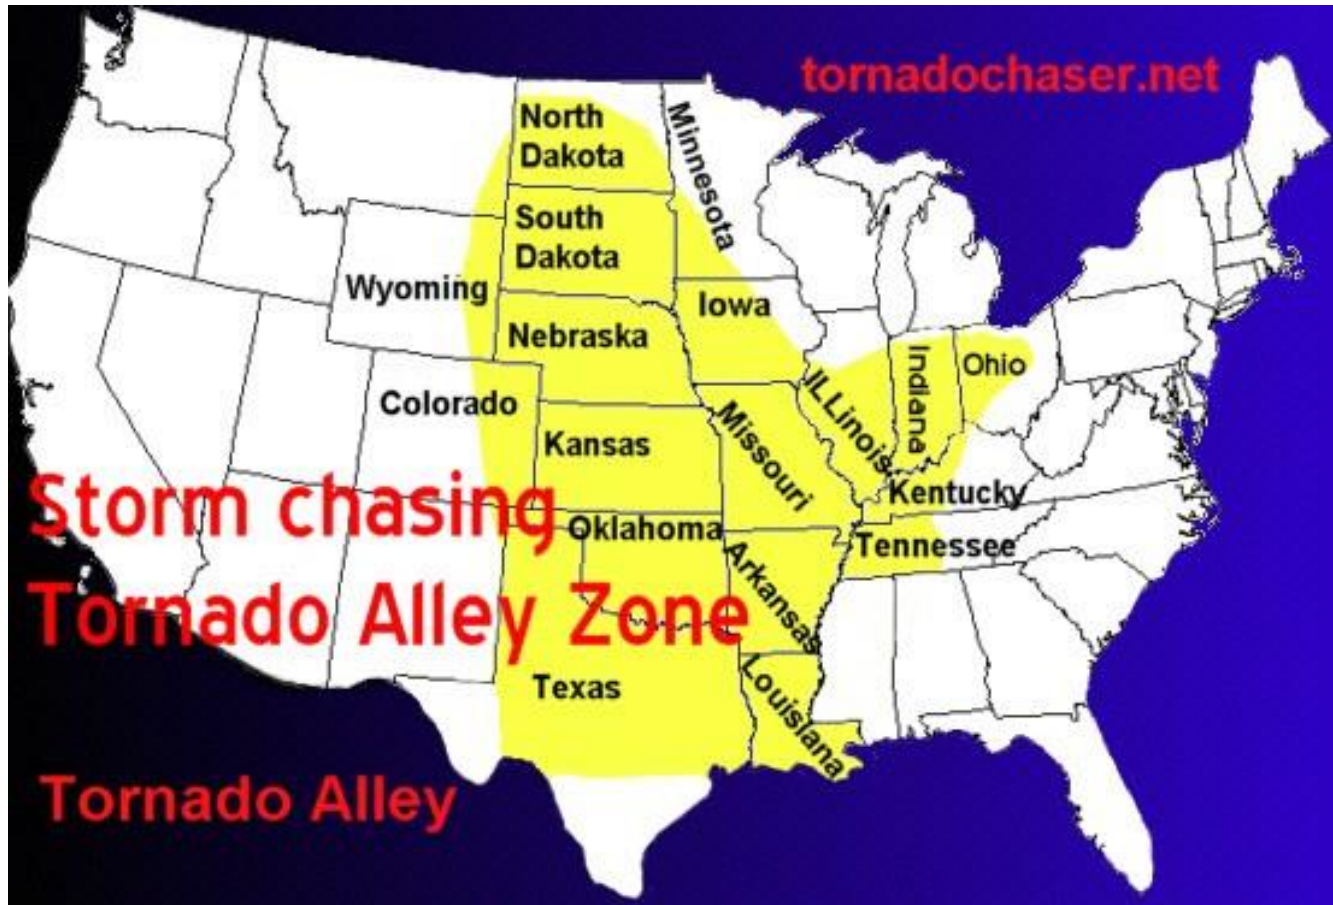 tornadochaser.net
North
Dakota
Minnesota
South
Dakota
Wyoming
Iowa
Nebraska
Indiana
Ohio
Colorado
ILLinois
Missouri
Kansas
Kentucky
Storm chasing
Oklahoma
Tennessee
Arkansas
Tornado Alley Zone
Texas
Louisiana
Tornado Alley